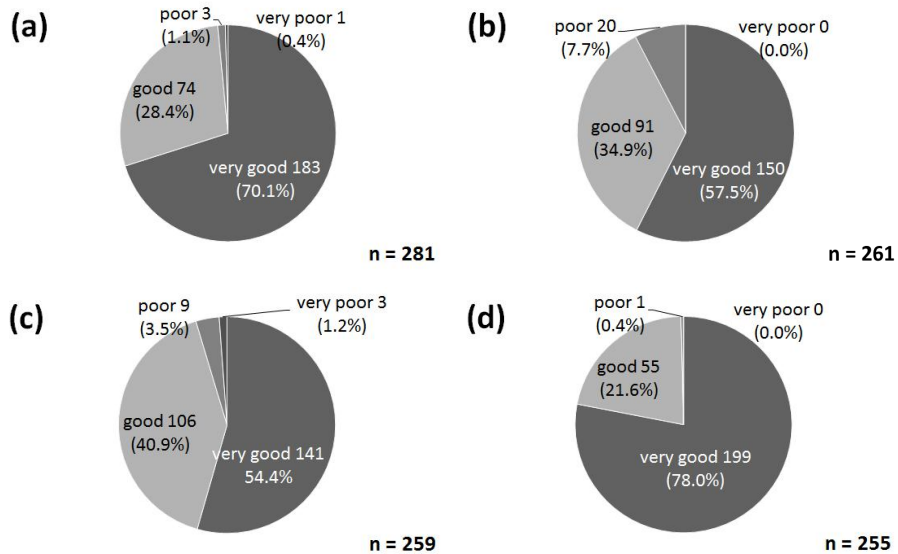 (a)
poor 3
(1.1%)
very poor 1
(0.4%)
good 74
(28.4%)
very good 183
(70.1%)
n = 281
(b)
poor 20
(7.7%)
very poor 0
(0.0%)
good 91
(34.9%)
very good 150
(57.5%)
n = 261
(c)
poor 9
(3.5%)
very poor 3
(1.2%)
good 106
(40.9%)
very good 141
54.4%
n = 259
(d)
poor 1
(0.4%)
very poor 0
(0.0%)
good 55
(21.6%)
very good 199
(78.0%)
n = 255